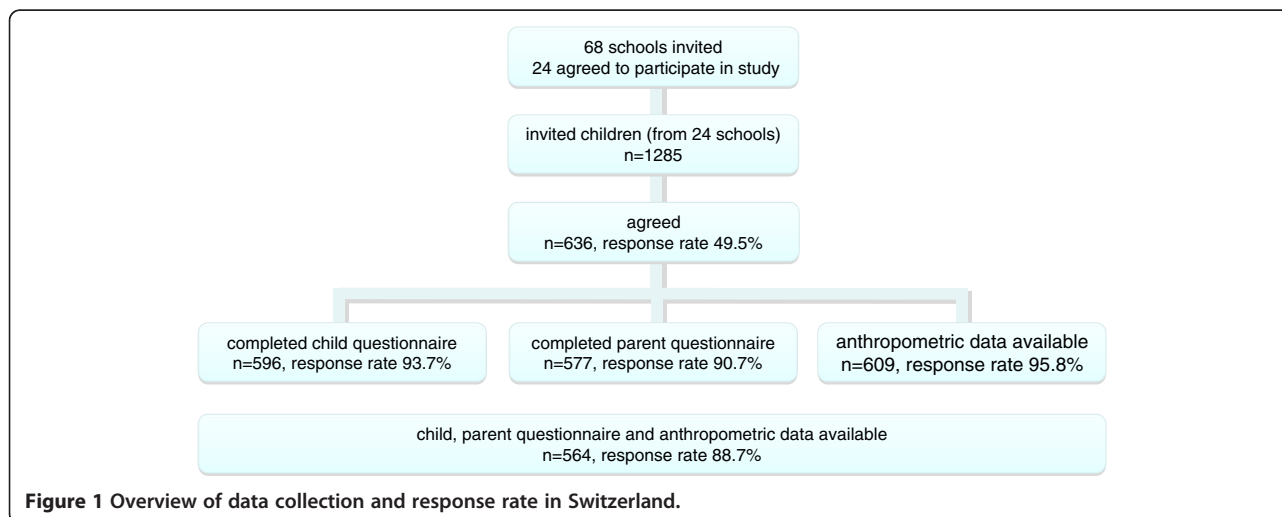 68 schools invited
24 agreed to participate in study
invited children (from 24 schools)
n=1285
agreed
n=636, response rate 49.5%
completed child questionnaire
n=596, response rate 93.7%
completed parent questionnaire
n=577, response rate 90.7%
anthropometric data available
n=609, response rate 95.8%
child, parent questionnaire and anthropometric data available
n=564, response rate 88.7%
Figure 1 Overview of data collection and response rate in Switzerland.